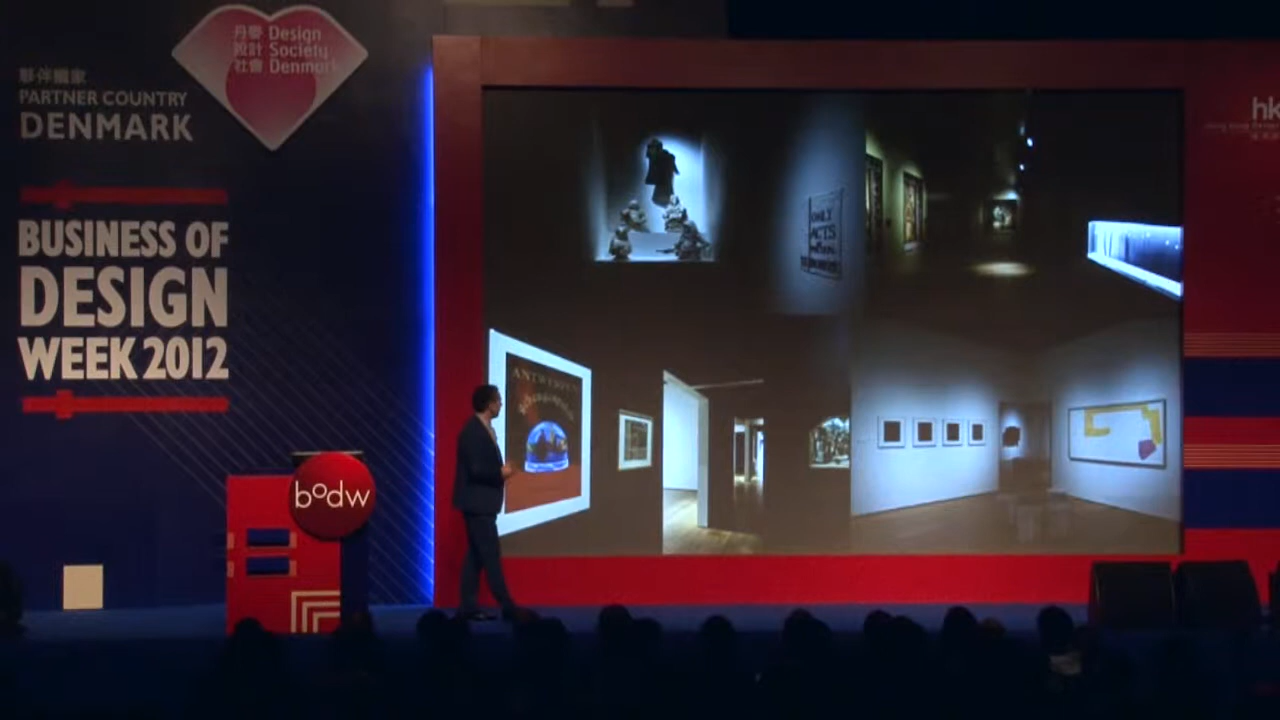 丹麥 Design
設計 Society
社會 Denmark
夥伴國家
PARTNER COUNTRY
DENMARK
BUSINESS OF
DESIGN
WEEK 2012
bodw
hk
ONLY
ACTS
ANTWERPEN